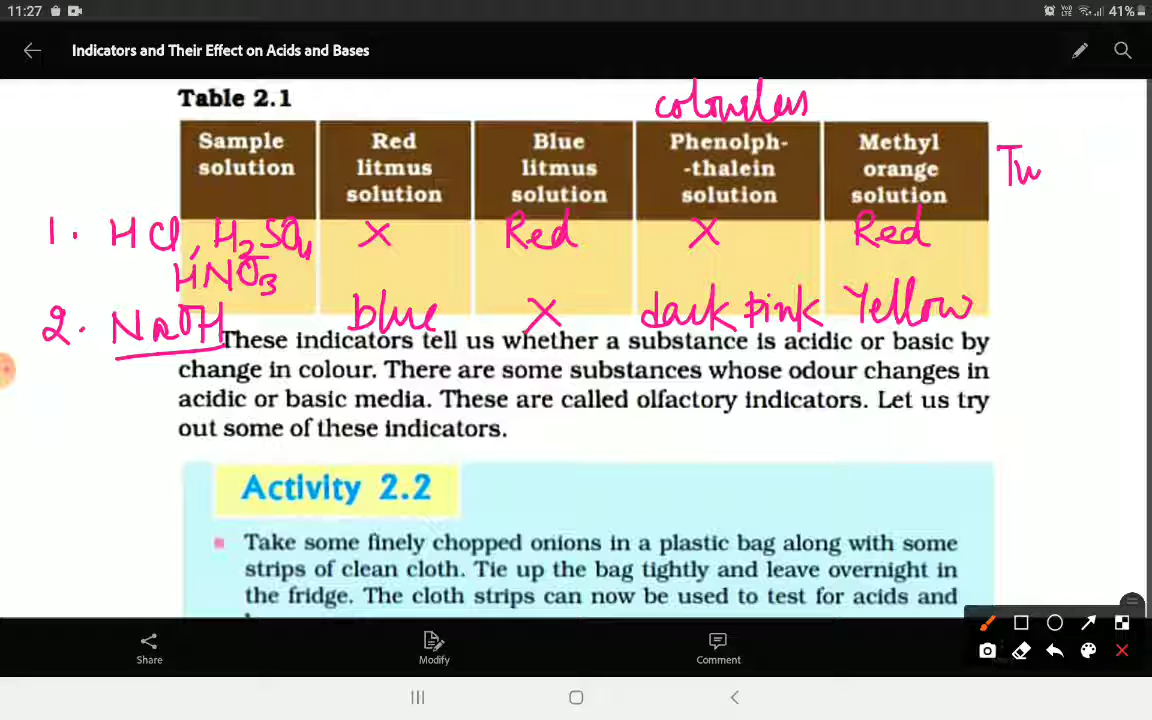 11:27 41%
Indicators and Their Effect on Acids and Bases
Table 2.1
colourless
Sample solution
Red litmus solution
Blue litmus solution
Phenolph- -thalein solution
Methyl orange solution
Tu
1. HCl, H2SO4 HNO3 X Red X Red
2. NaOH blue X dark pink Yellow
These indicators tell us whether a substance is acidic or basic by
change in colour. There are some substances whose odour changes in
acidic or basic media. These are called olfactory indicators. Let us try
out some of these indicators.
Activity 2.2
Take some finely chopped onions in a plastic bag along with some
strips of clean cloth. Tie up the bag tightly and leave overnight in
the fridge. The cloth strips can now be used to test for acids and
Share Modify Comment